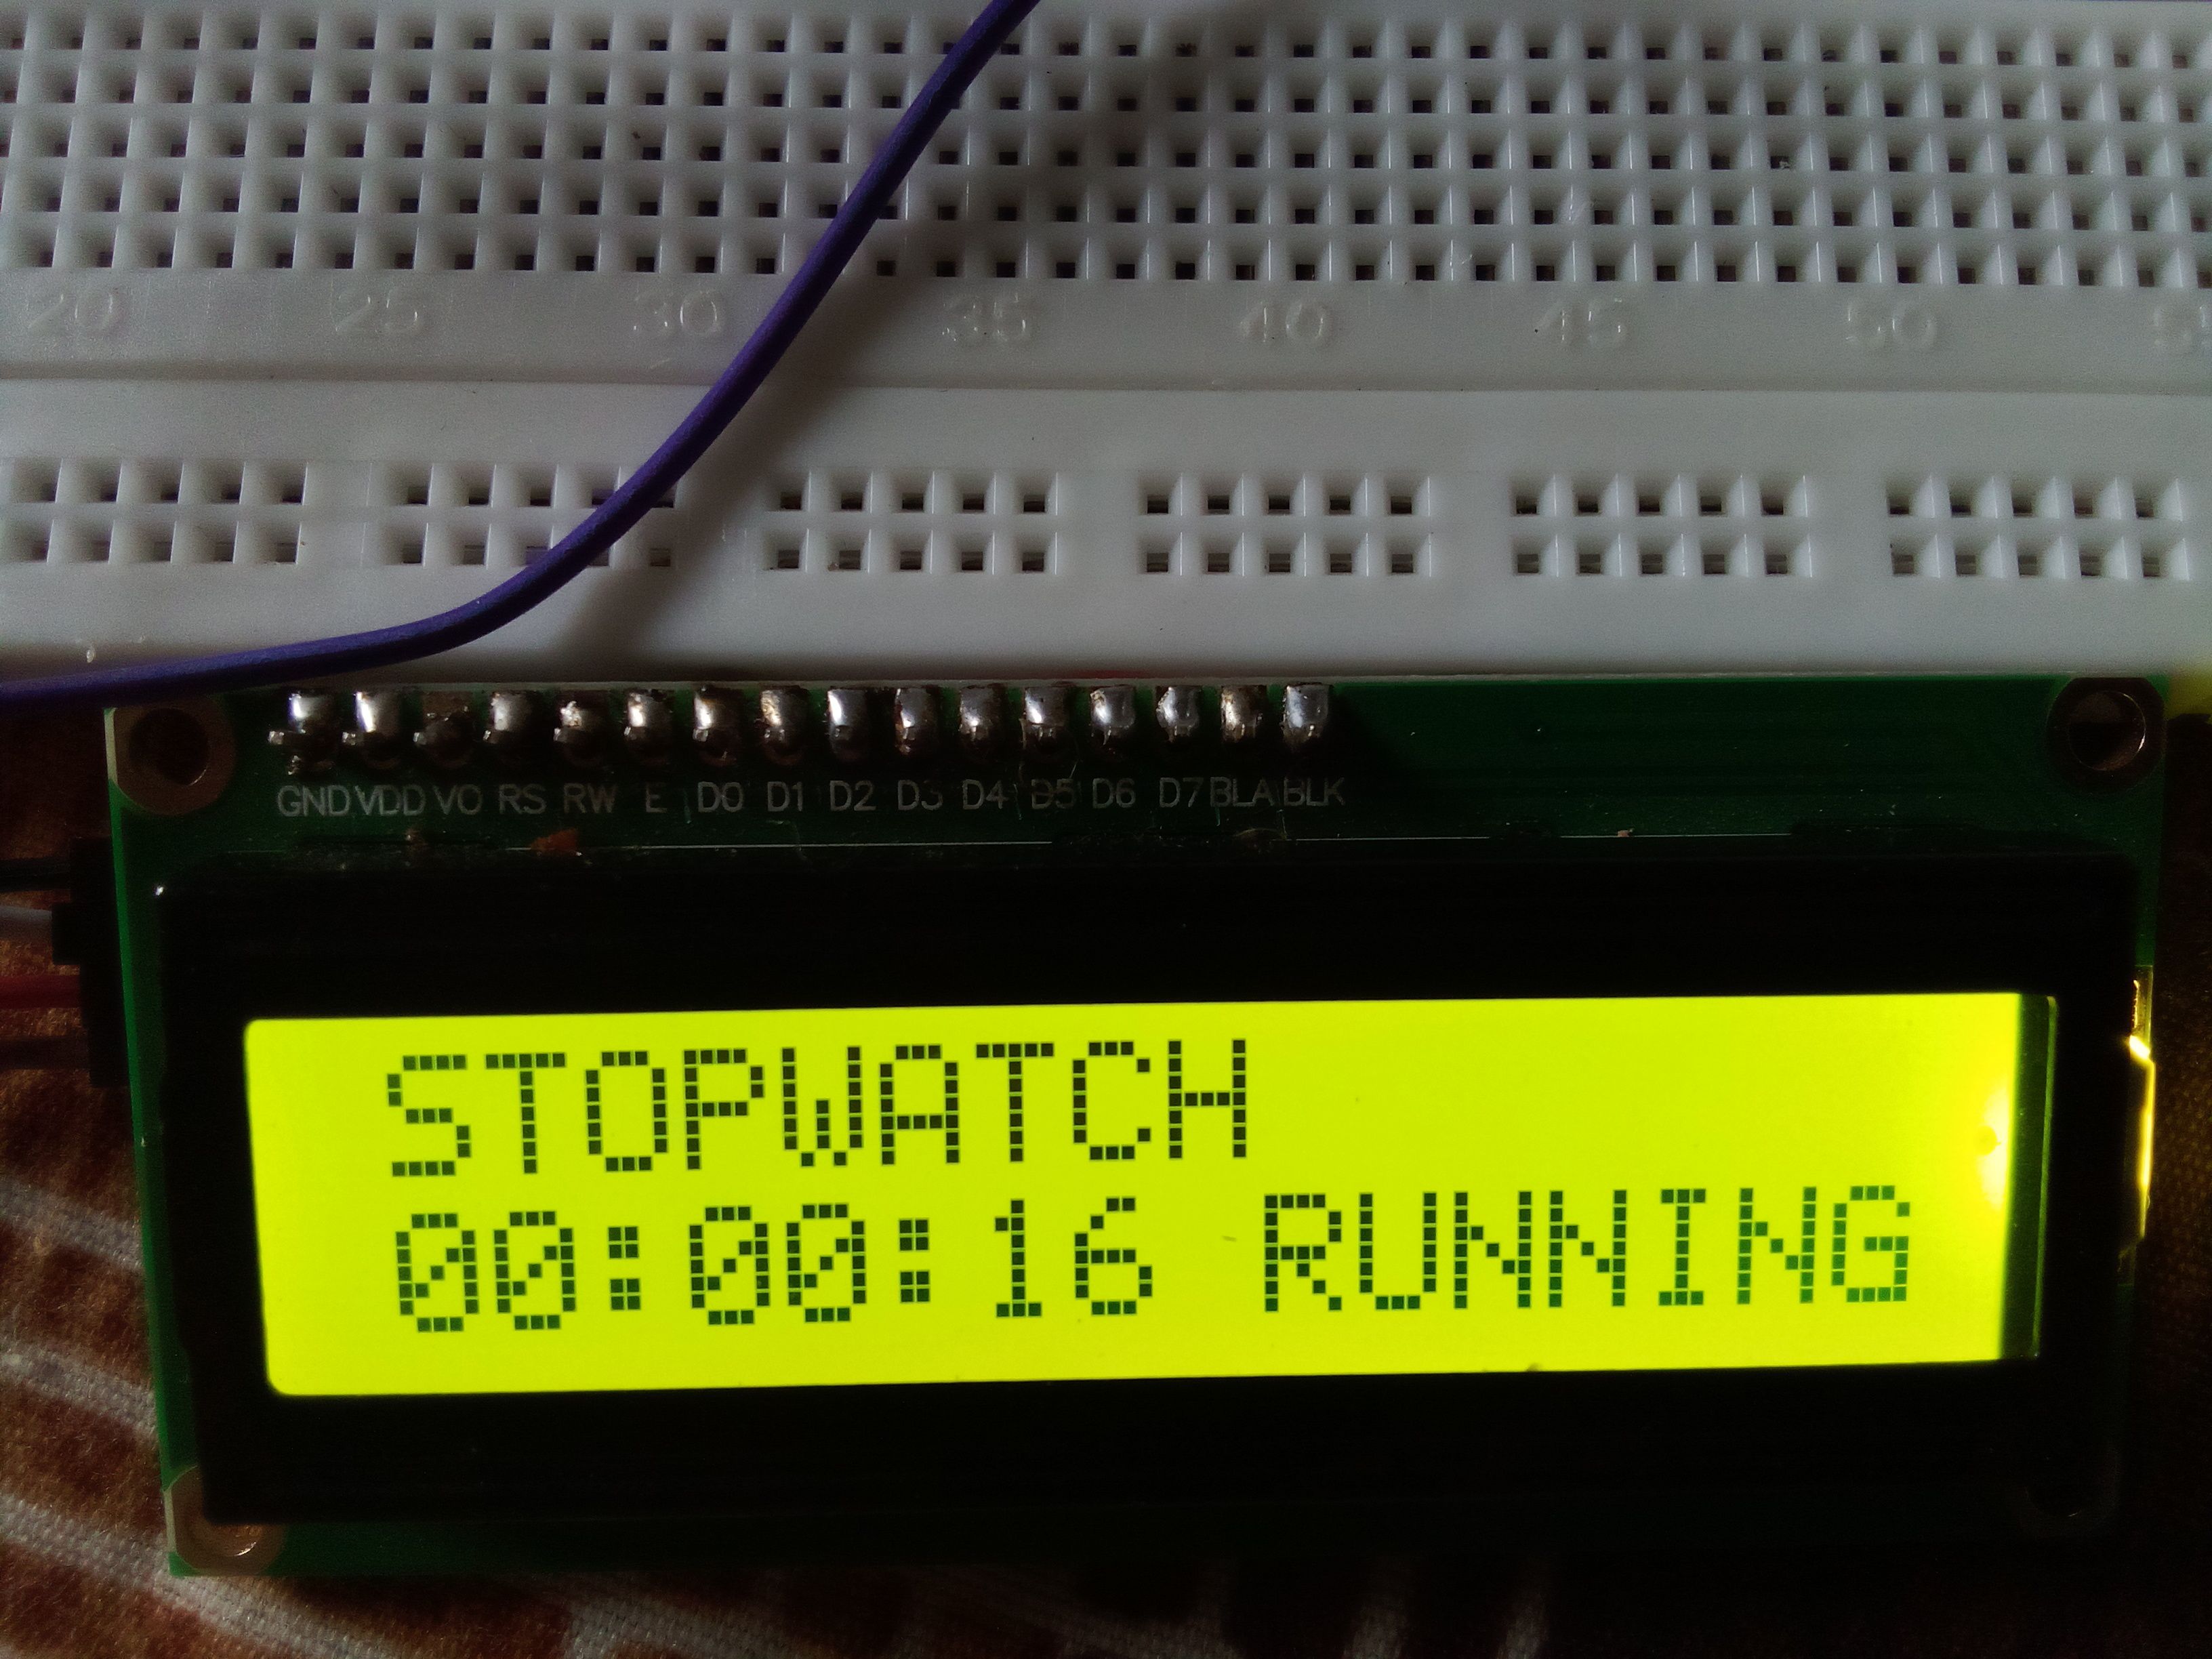 20 25 30 35 40 45 50
GND VDD VO RS RW E D0 D1 D2 D3 D4 D5 D6 D7 BLA BLK
STOPWATCH
00:00:16 RUNNING